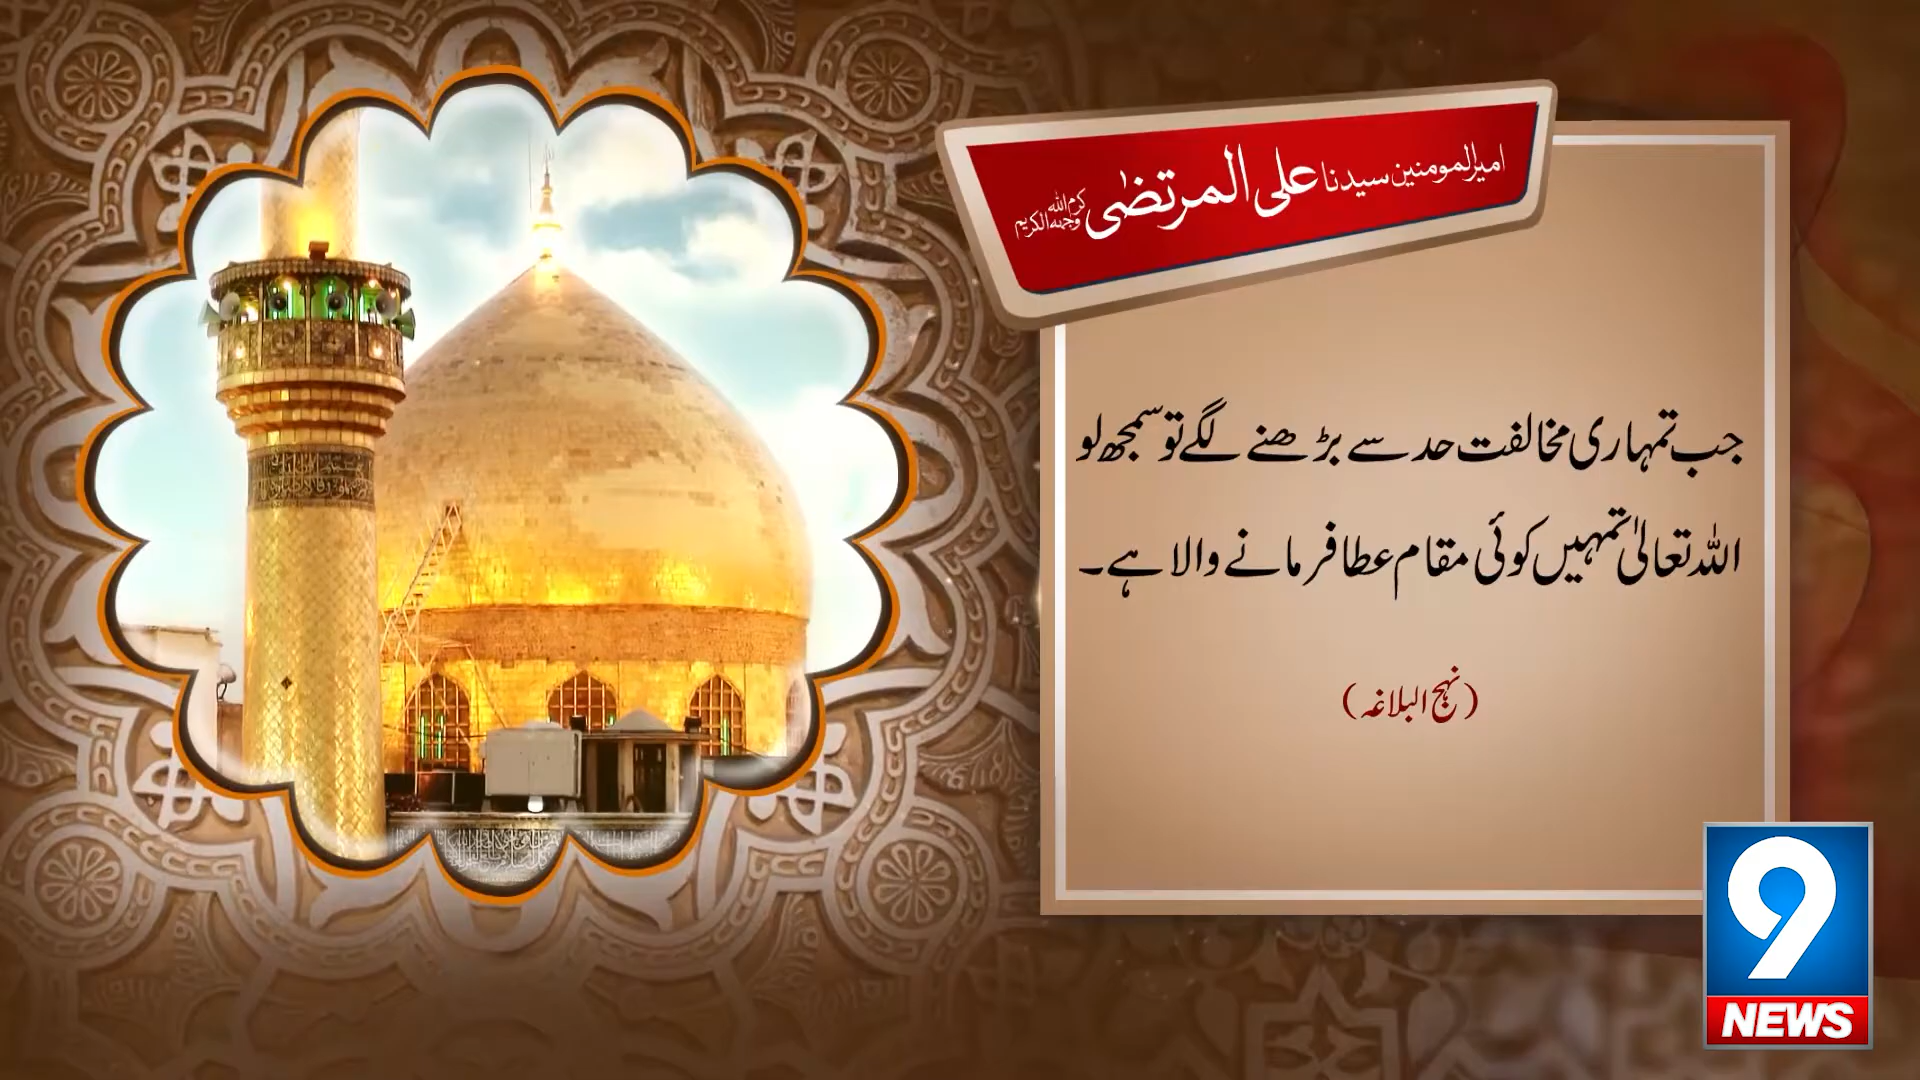 امیرالمومنین سیدنا علی المرتضٰی کرم اللہ وجہہ الکریم
جب تمہاری مخالفت حد سے بڑھنے لگے تو سمجھ لو
اللہ تعالیٰ تمہیں کوئی مقام عطا فرمانے والا ہے۔
(نہج البلاغہ)
9
NEWS